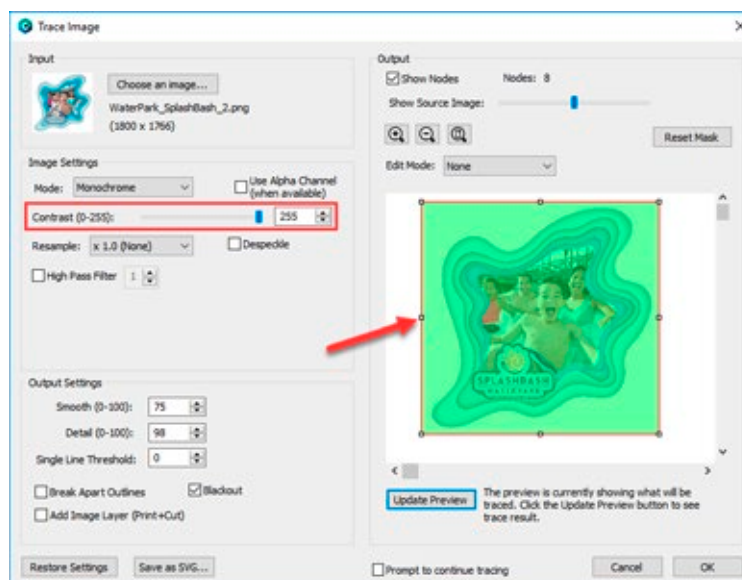 Trace Image
Input
Choose an image...
WaterPark_SplashBash_2.png
(1800 x 1766)
Image Settings
Mode: Monochrome
Use Alpha Channel
(when available)
Contrast (0-255): 255
Resample: x 1.0 (None) Despeckle
High Pass Filter 1
Output Settings
Smooth (0-100): 75
Detail (0-100): 98
Single Line Threshold: 0
Break Apart Outlines Blackout
Add Image Layer (Print+Cut)
Restore Settings Save as SVG...
Output
Show Nodes Nodes: 8
Show Source Image:
Reset Mask
Edit Mode: None
SPLASHBASH
WATERPARK
Update Preview
The preview is currently showing what will be
traced. Click the Update Preview button to see
trace result.
Prompt to continue tracing Cancel OK